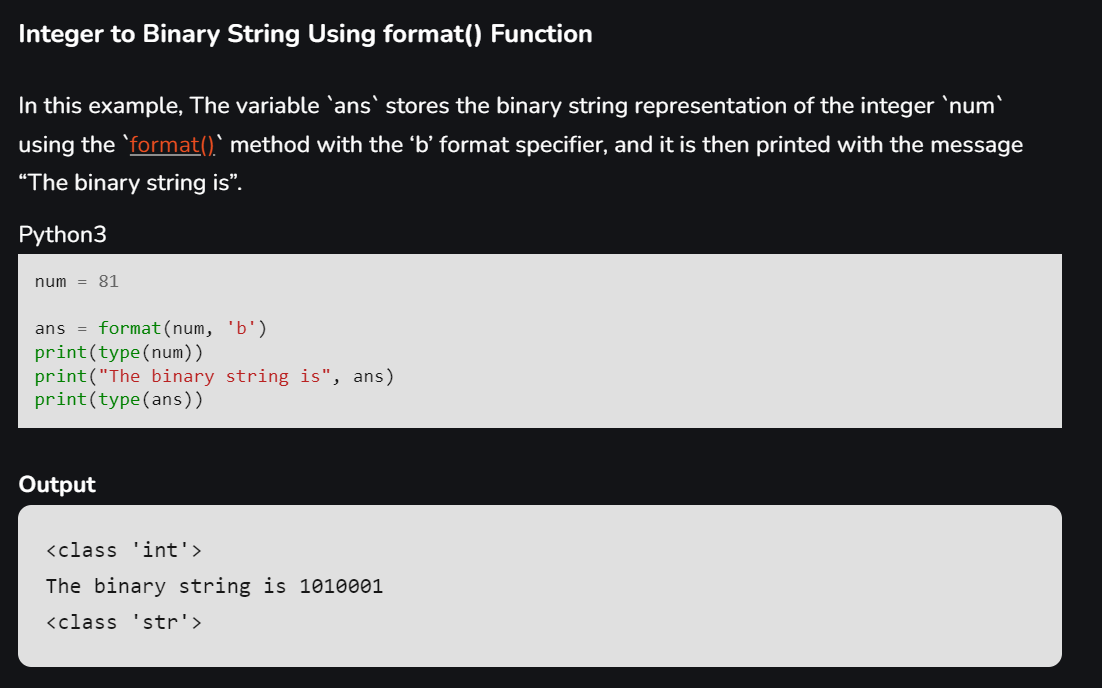 Integer to Binary String Using format() Function
In this example, The variable `ans` stores the binary string representation of the integer `num`
using the `format()` method with the ‘b’ format specifier, and it is then printed with the message
“The binary string is”.
Python3
num = 81
ans = format(num, 'b')
print(type(num))
print("The binary string is", ans)
print(type(ans))
Output
<class 'int'>
The binary string is 1010001
<class 'str'>